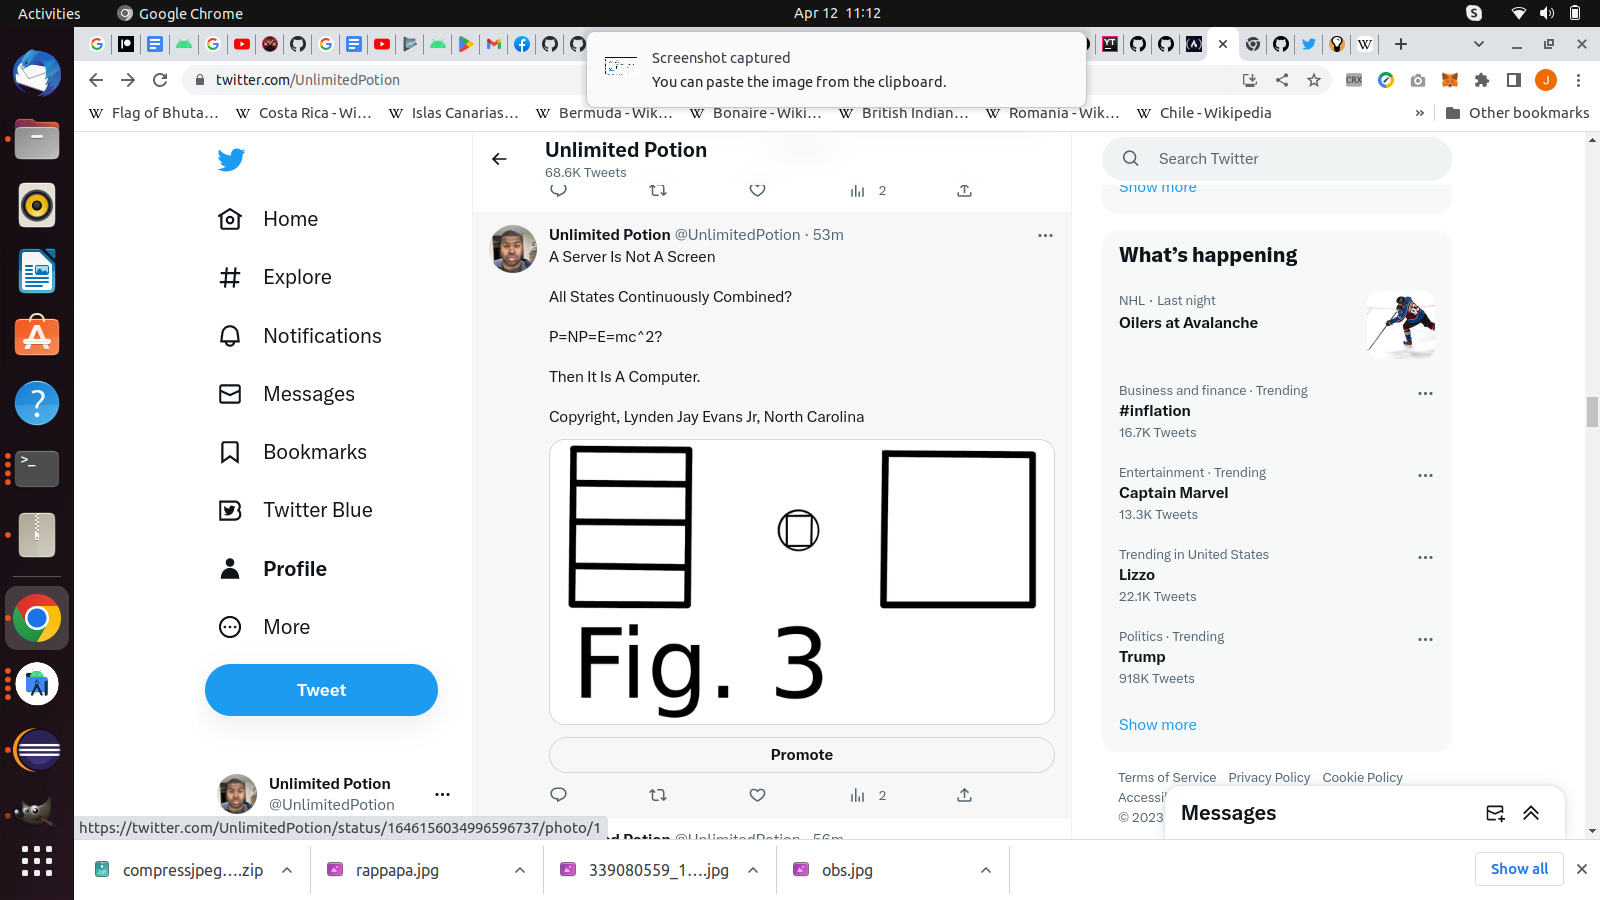 Activities
Google Chrome
Apr 12 11:12
Screenshot captured
You can paste the image from the clipboard.
twitter.com/UnlimitedPotion
Flag of Bhuta…
Costa Rica - Wi…
Islas Canarias…
Bermuda - Wik…
Bonaire - Wiki…
British Indian…
Romania - Wik…
Chile - Wikipedia
»
Other bookmarks
Home
Explore
Notifications
Messages
Bookmarks
Twitter Blue
Profile
More
Tweet
Unlimited Potion
@UnlimitedPotion
https://twitter.com/UnlimitedPotion/status/1646156034996596737/photo/1
Unlimited Potion
68.6K Tweets
2
Unlimited Potion @UnlimitedPotion · 53m
A Server Is Not A Screen
All States Continuously Combined?
P=NP=E=mc^2?
Then It Is A Computer.
Copyright, Lynden Jay Evans Jr, North Carolina
Fig. 3
Promote
2
Search Twitter
Show more
What’s happening
NHL · Last night
Oilers at Avalanche
Business and finance · Trending
#inflation
16.7K Tweets
Entertainment · Trending
Captain Marvel
13.3K Tweets
Trending in United States
Lizzo
22.1K Tweets
Politics · Trending
Trump
918K Tweets
Show more
Terms of Service Privacy Policy Cookie Policy
© 2023
Messages
compressjpeg....zip
rappapa.jpg
339080559_1....jpg
obs.jpg
Show all